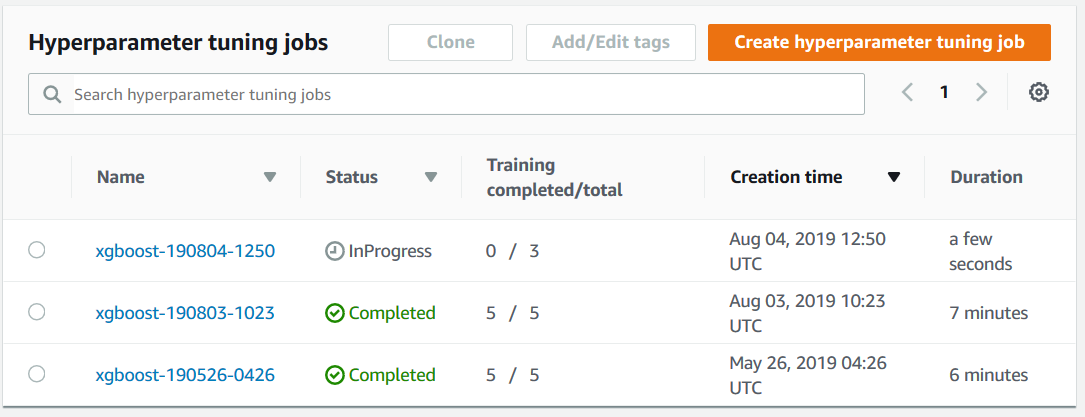 Hyperparameter tuning jobs
Clone
Add/Edit tags
Create hyperparameter tuning job
Search hyperparameter tuning jobs
1
Name
Status
Training
completed/total
Creation time
Duration
xgboost-190804-1250
InProgress
0 / 3
Aug 04, 2019 12:50
UTC
a few
seconds
xgboost-190803-1023
Completed
5 / 5
Aug 03, 2019 10:23
UTC
7 minutes
xgboost-190526-0426
Completed
5 / 5
May 26, 2019 04:26
UTC
6 minutes